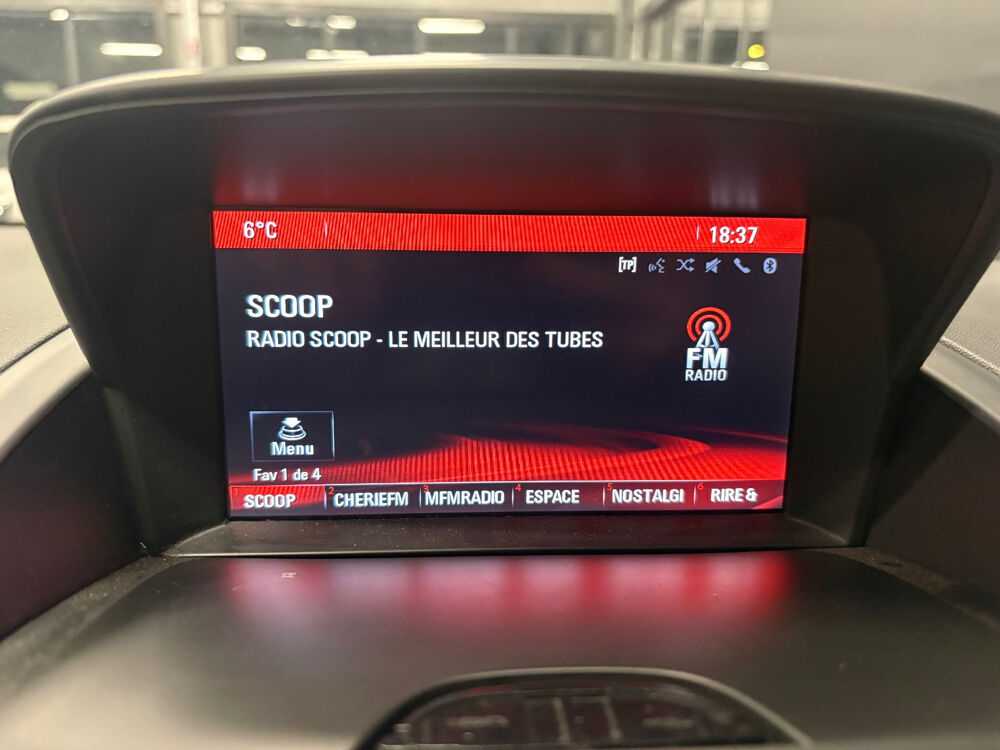 6°C 18:37
[TP]
SCOOP
RADIO SCOOP - LE MEILLEUR DES TUBES
FM
RADIO
Menu
Fav 1 de 4
1 SCOOP 2 CHERIEFM 3 MFMRADIO 4 ESPACE 5 NOSTALGI 6 RIRE &